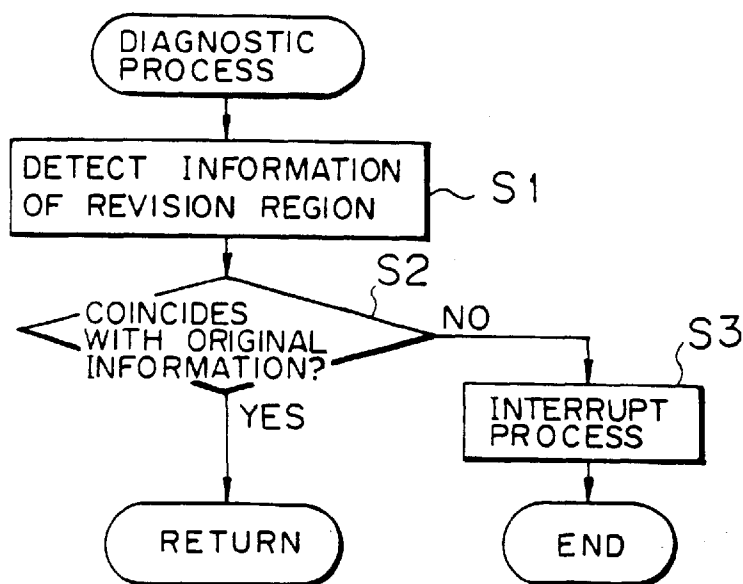 DIAGNOSTIC
PROCESS
DETECT INFORMATION
OF REVISION REGION
S1
S2
COINCIDES
WITH ORIGINAL
INFORMATION?
NO
YES
S3
INTERRUPT
PROCESS
RETURN
END